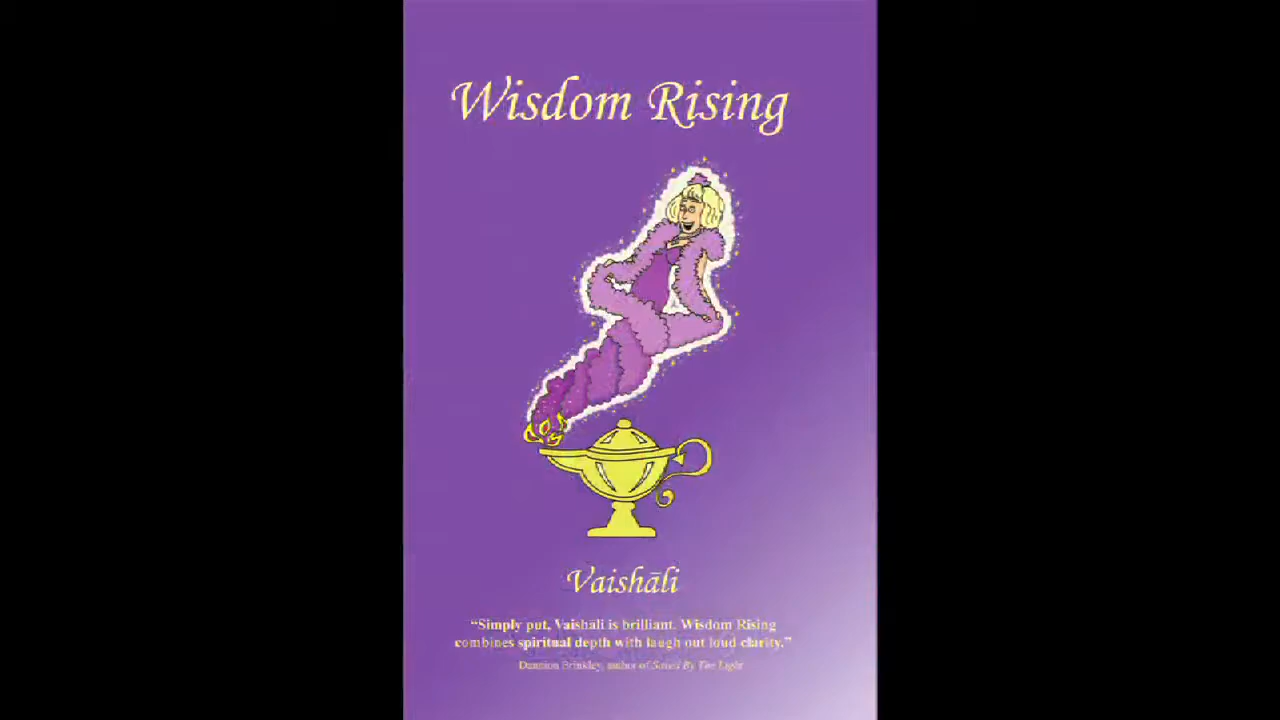 Wisdom Rising
Vaishāli
“Simply put, Vaishāli is brilliant. Wisdom Rising
combines spiritual depth with laugh out loud clarity.”
Dannion Brinkley, author of Saved By The Light